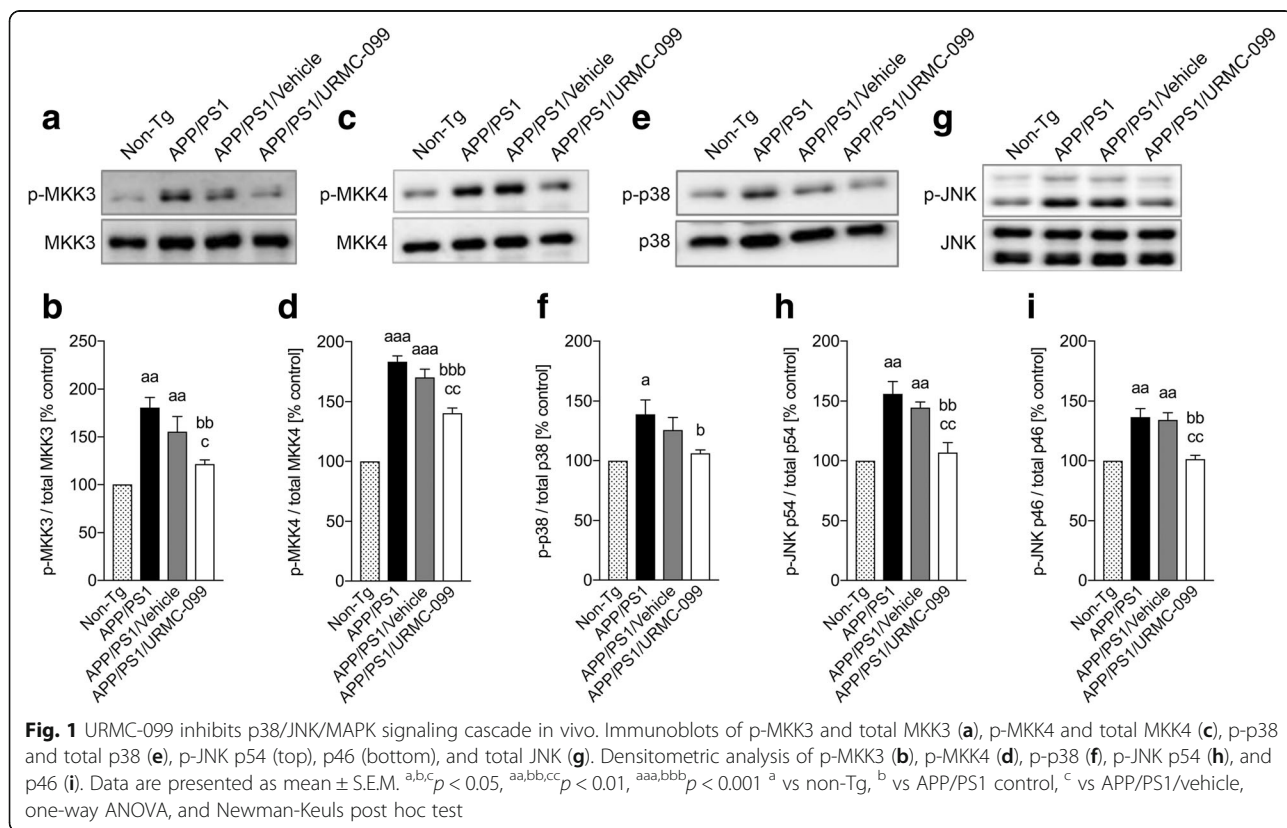 a
Non-Tg
APP/PS1
APP/PS1/Vehicle
APP/PS1/URMC-099
p-MKK3
MKK3
c
Non-Tg
APP/PS1
APP/PS1/Vehicle
APP/PS1/URMC-099
p-MKK4
MKK4
e
Non-Tg
APP/PS1
APP/PS1/Vehicle
APP/PS1/URMC-099
p-p38
p38
g
Non-Tg
APP/PS1
APP/PS1/Vehicle
APP/PS1/URMC-099
p-JNK
JNK
b
p-MKK3 / total MKK3 [% control]
250
200
150
100
50
0
aa
aa
bb
c
Non-Tg
APP/PS1
APP/PS1/Vehicle
APP/PS1/URMC-099
d
p-MKK4 / total MKK4 [% control]
200
150
100
50
0
aaa
aaa
bbb
cc
Non-Tg
APP/PS1
APP/PS1/Vehicle
APP/PS1/URMC-099
f
p-p38 / total p38 [% control]
200
150
100
50
0
a
b
Non-Tg
APP/PS1
APP/PS1/Vehicle
APP/PS1/URMC-099
h
p-JNK p54 / total p54 [% control]
200
150
100
50
0
aa
aa
bb
cc
Non-Tg
APP/PS1
APP/PS1/Vehicle
APP/PS1/URMC-099
i
p-JNK p46 / total p46 [% control]
200
150
100
50
0
aa
aa
bb
cc
Non-Tg
APP/PS1
APP/PS1/Vehicle
APP/PS1/URMC-099
Fig. 1 URMC-099 inhibits p38/JNK/MAPK signaling cascade in vivo. Immunoblots of p-MKK3 and total MKK3 (a), p-MKK4 and total MKK4 (c), p-p38
and total p38 (e), p-JNK p54 (top), p46 (bottom), and total JNK (g). Densitometric analysis of p-MKK3 (b), p-MKK4 (d), p-p38 (f), p-JNK p54 (h), and
p46 (i). Data are presented as mean ± S.E.M. a,b,cp < 0.05, aa,bb,ccp < 0.01, aaa,bbbp < 0.001 a vs non-Tg, b vs APP/PS1 control, c vs APP/PS1/vehicle,
one-way ANOVA, and Newman-Keuls post hoc test